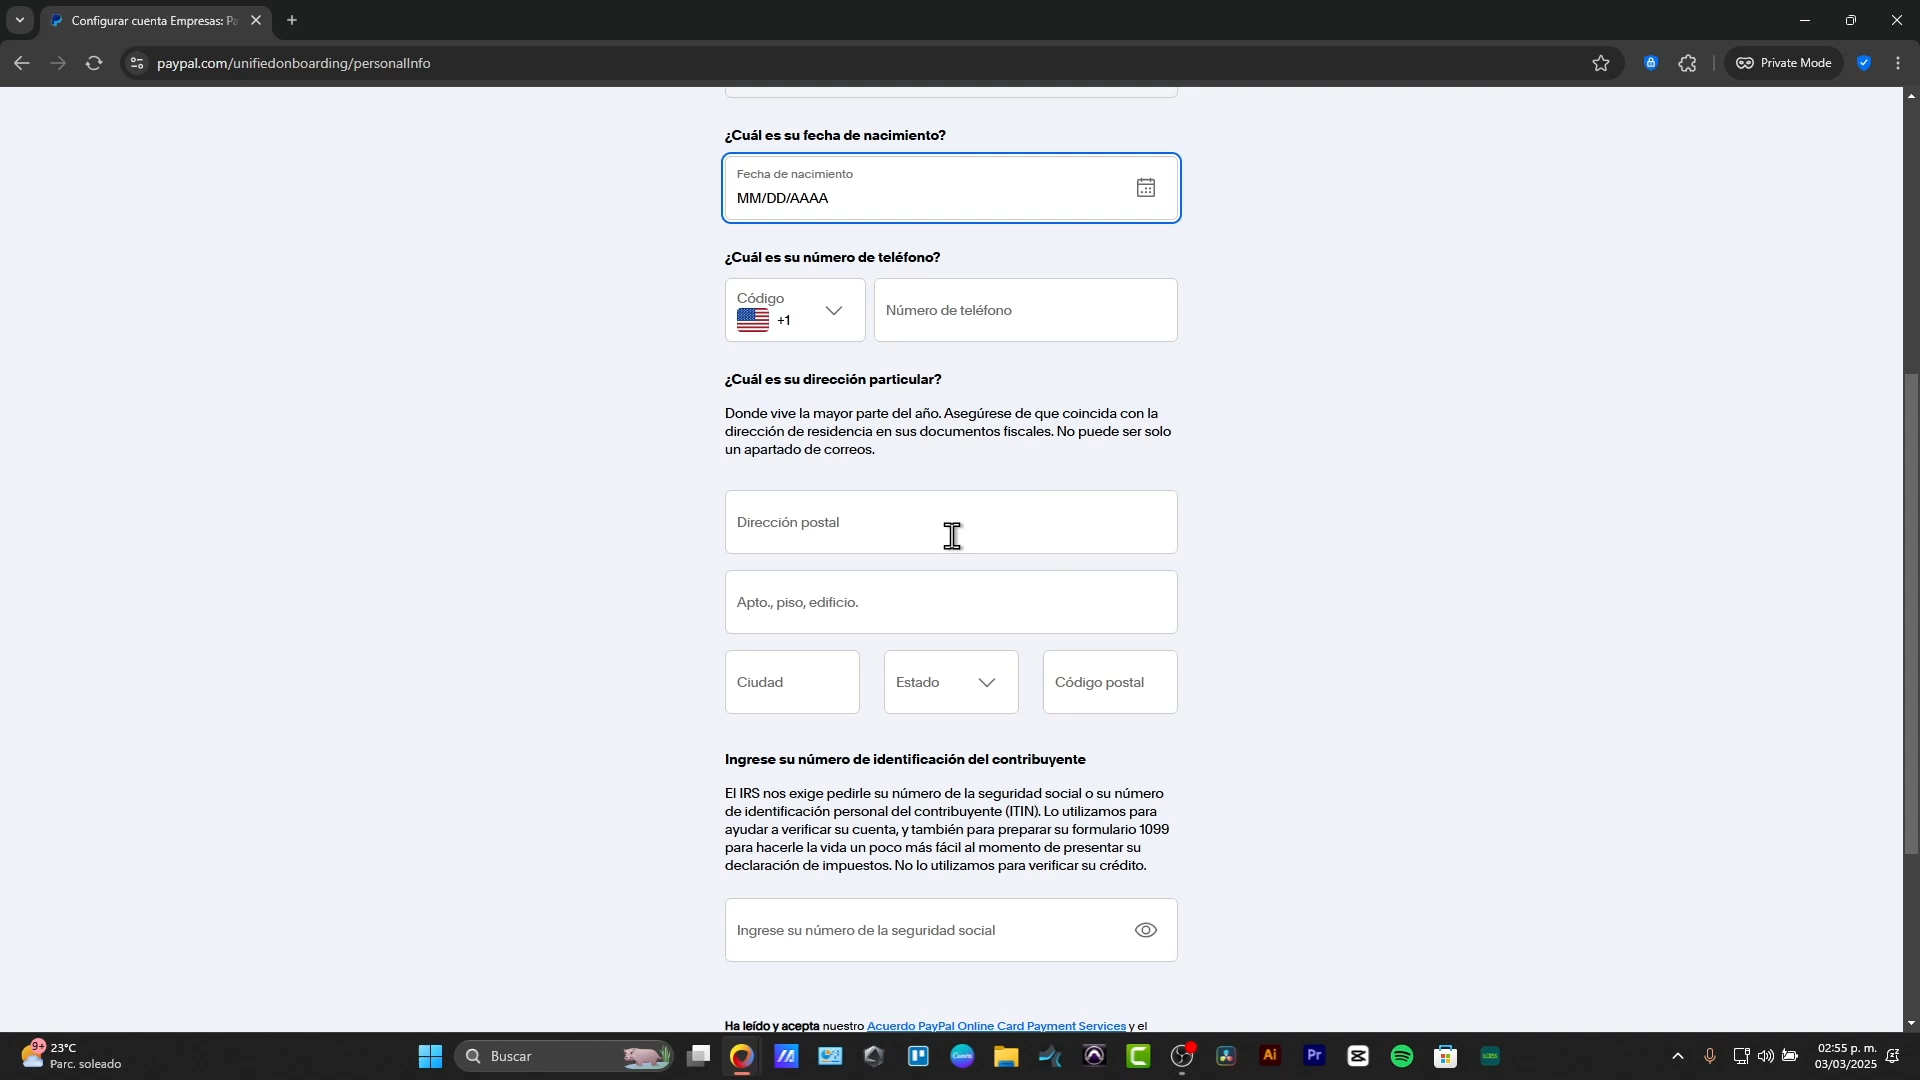 Configurar cuenta Empresas: Pa
paypal.com/unifiedonboarding/personalInfo
Private Mode
¿Cuál es su fecha de nacimiento?
Fecha de nacimiento
MM/DD/AAAA
¿Cuál es su número de teléfono?
Código
+1
Número de teléfono
¿Cuál es su dirección particular?
Donde vive la mayor parte del año. Asegúrese de que coincida con la
dirección de residencia en sus documentos fiscales. No puede ser solo
un apartado de correos.
Dirección postal
Apto., piso, edificio.
Ciudad
Estado
Código postal
Ingrese su número de identificación del contribuyente
El IRS nos exige pedirle su número de la seguridad social o su número
de identificación personal del contribuyente (ITIN). Lo utilizamos para
ayudar a verificar su cuenta, y también para preparar su formulario 1099
para hacerle la vida un poco más fácil al momento de presentar su
declaración de impuestos. No lo utilizamos para verificar su crédito.
Ingrese su número de la seguridad social
Ha leído y acepta nuestro Acuerdo PayPal Online Card Payment Services y el
9+
23°C
Parc. soleado
Buscar
Canva
Ai
Pr
02:55 p. m.
03/03/2025